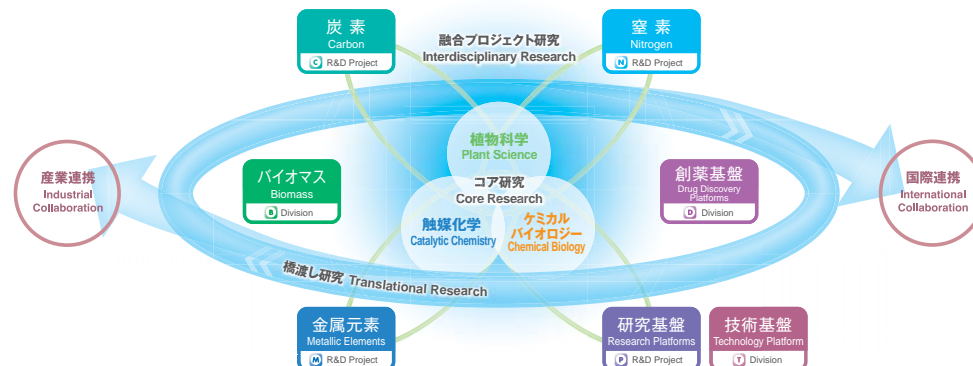 炭素
Carbon
C R&D Project
融合プロジェクト研究
Interdisciplinary Research
窒素
Nitrogen
N R&D Project
産業連携
Industrial
Collaboration
バイオマス
Biomass
B Division
植物科学
Plant Science
コア研究
Core Research
触媒化学
Catalytic Chemistry
ケミカル
バイオロジー
Chemical Biology
創薬基盤
Drug Discovery
Platforms
D Division
国際連携
International
Collaboration
橋渡し研究 Translational Research
金属元素
Metallic Elements
M R&D Project
研究基盤
Research Platforms
P R&D Project
技術基盤
Technology Platform
T Division